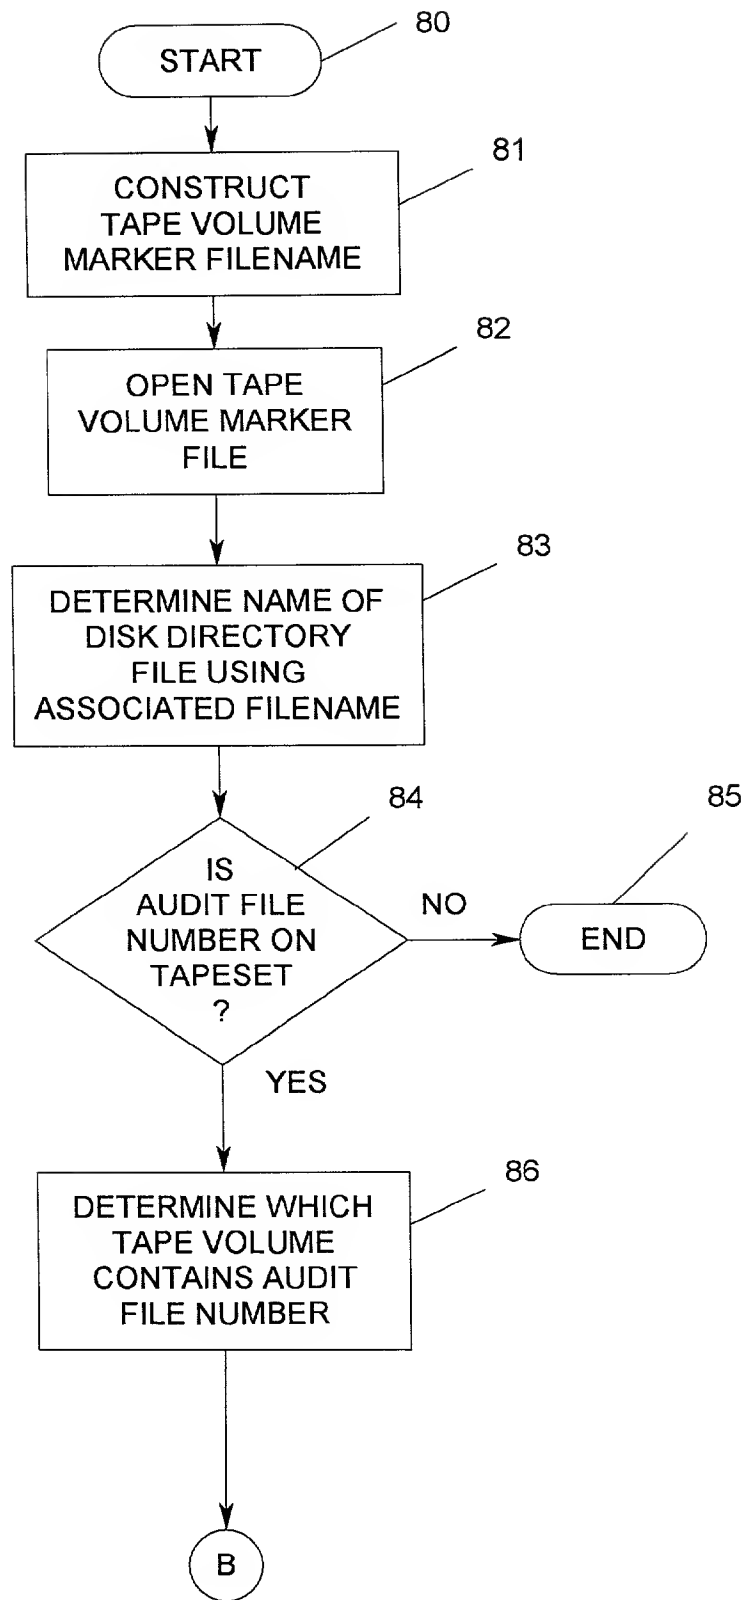 80
START
81
CONSTRUCT
TAPE VOLUME
MARKER FILENAME
82
OPEN TAPE
VOLUME MARKER
FILE
83
DETERMINE NAME OF
DISK DIRECTORY
FILE USING
ASSOCIATED FILENAME
84
85
IS
AUDIT FILE
NUMBER ON
TAPESET
?
NO
END
YES
86
DETERMINE WHICH
TAPE VOLUME
CONTAINS AUDIT
FILE NUMBER
B